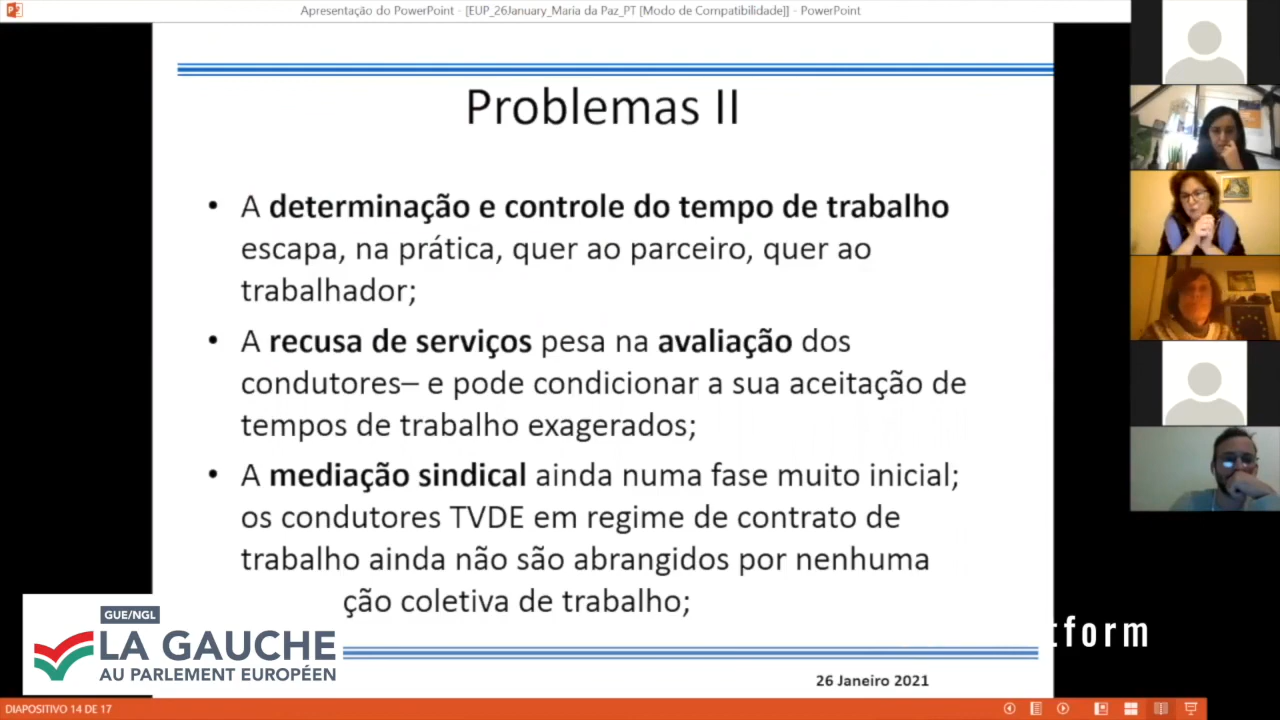 Apresentação do PowerPoint - [EUP_26January_Maria da Paz_PT [Modo de Compatibilidade]] - PowerPoint
Problemas II
• A determinação e controle do tempo de trabalho
escapa, na prática, quer ao parceiro, quer ao
trabalhador;
• A recusa de serviços pesa na avaliação dos
condutores– e pode condicionar a sua aceitação de
tempos de trabalho exagerados;
• A mediação sindical ainda numa fase muito inicial;
os condutores TVDE em regime de contrato de
trabalho ainda não são abrangidos por nenhuma
ção coletiva de trabalho;
GUE/NGL
LA GAUCHE
AU PARLEMENT EUROPÉEN
tform
26 Janeiro 2021
DIAPOSITIVO 14 DE 17